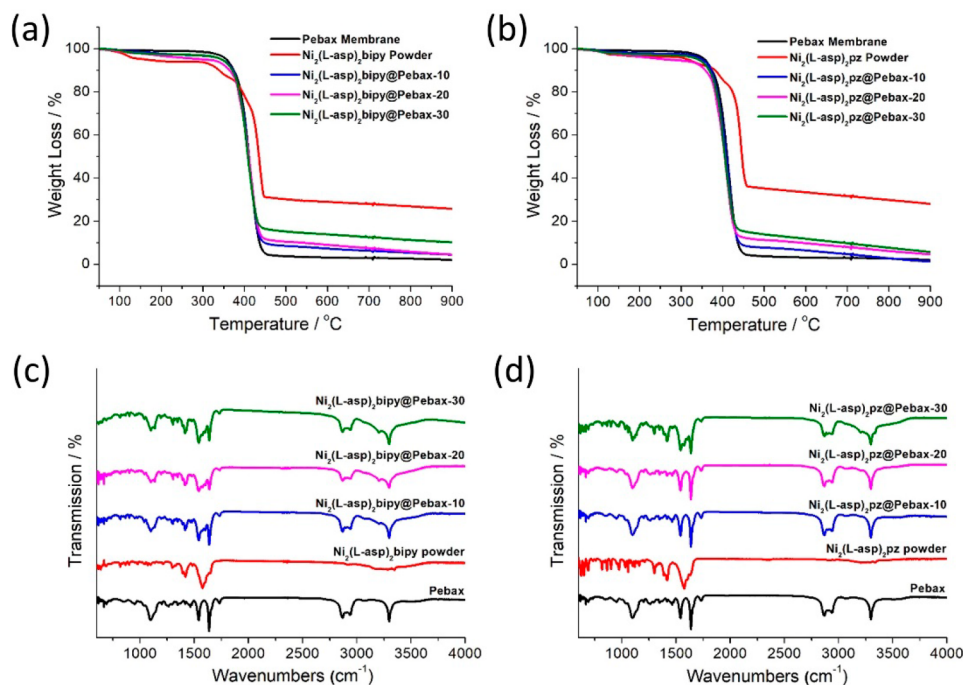 (a)
Weight Loss / %
100
80
60
40
20
0
Pebax Membrane
Ni₂(L-asp)₂bipy Powder
Ni₂(L-asp)₂bipy@Pebax-10
Ni₂(L-asp)₂bipy@Pebax-20
Ni₂(L-asp)₂bipy@Pebax-30
100 200 300 400 500 600 700 800 900
Temperature / °C
(b)
Weight Loss / %
100
80
60
40
20
0
Pebax Membrane
Ni₂(L-asp)₂pz Powder
Ni₂(L-asp)₂pz@Pebax-10
Ni₂(L-asp)₂pz@Pebax-20
Ni₂(L-asp)₂pz@Pebax-30
100 200 300 400 500 600 700 800 900
Temperature / °C
(c)
Transmission / %
Ni₂(L-asp)₂bipy@Pebax-30
Ni₂(L-asp)₂bipy@Pebax-20
Ni₂(L-asp)₂bipy@Pebax-10
Ni₂(L-asp)₂bipy powder
Pebax
1000 1500 2000 2500 3000 3500 4000
Wavenumbers (cm⁻¹)
(d)
Transmission / %
Ni₂(L-asp)₂pz@Pebax-30
Ni₂(L-asp)₂pz@Pebax-20
Ni₂(L-asp)₂pz@Pebax-10
Ni₂(L-asp)₂pz powder
Pebax
1000 1500 2000 2500 3000 3500 4000
Wavenumbers (cm⁻¹)